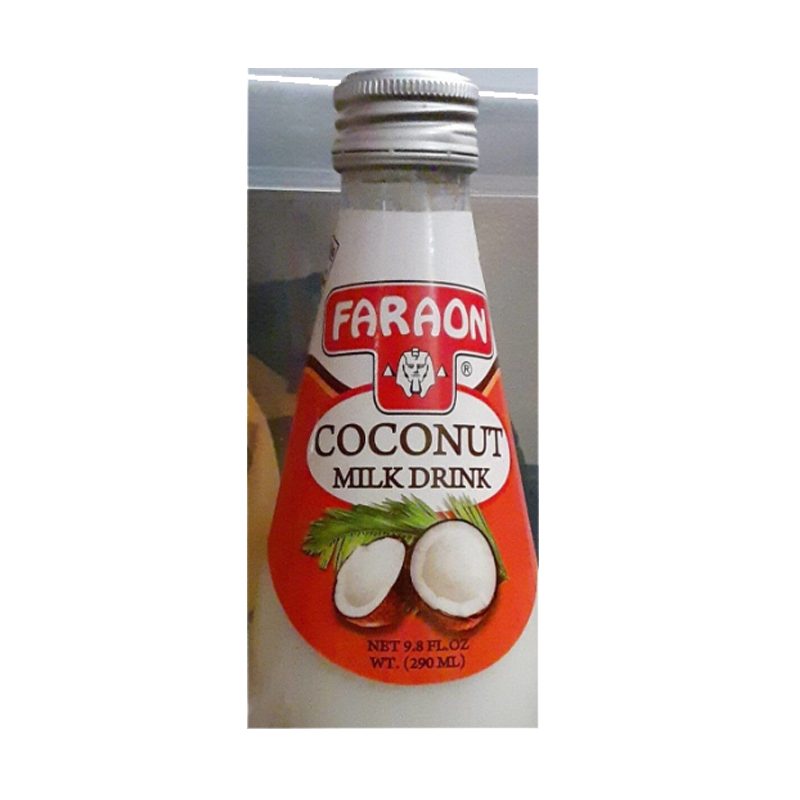 FARAON
®
COCONUT
MILK DRINK
NET 9.8 FL.OZ
WT. (290 ML)